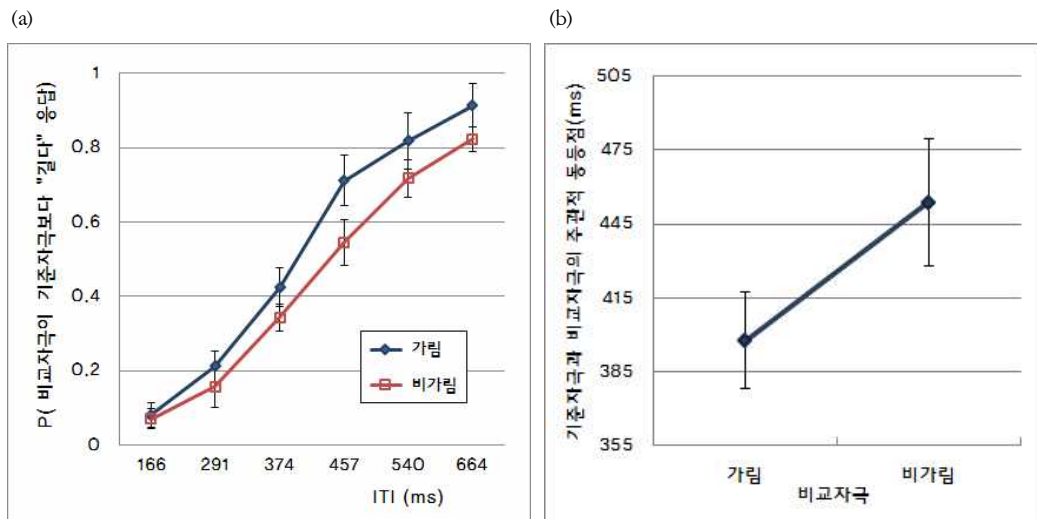 (a)
(b)
P( 비교자극이 기준자극보다 "길다" 응답)
1
0.8
0.6
0.4
0.2
0
166 291 374 457 540 664
ITI (ms)
가림
비가림
기준자극과 비교자극의 주관적 동등점(ms)
505
475
445
415
385
355
가림 비가림
비교자극